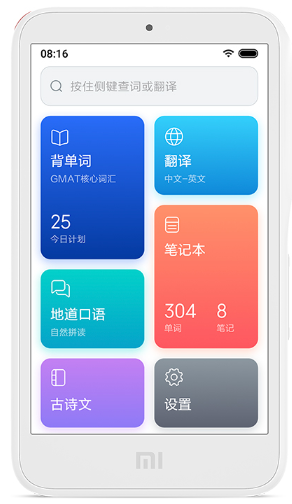 08:16
按住侧键查词或翻译
背单词
GMAT核心词汇
25
今日计划
翻译
中文-英文
笔记本
304
单词
8
笔记
地道口语
自然拼读
古诗文
设置
MI